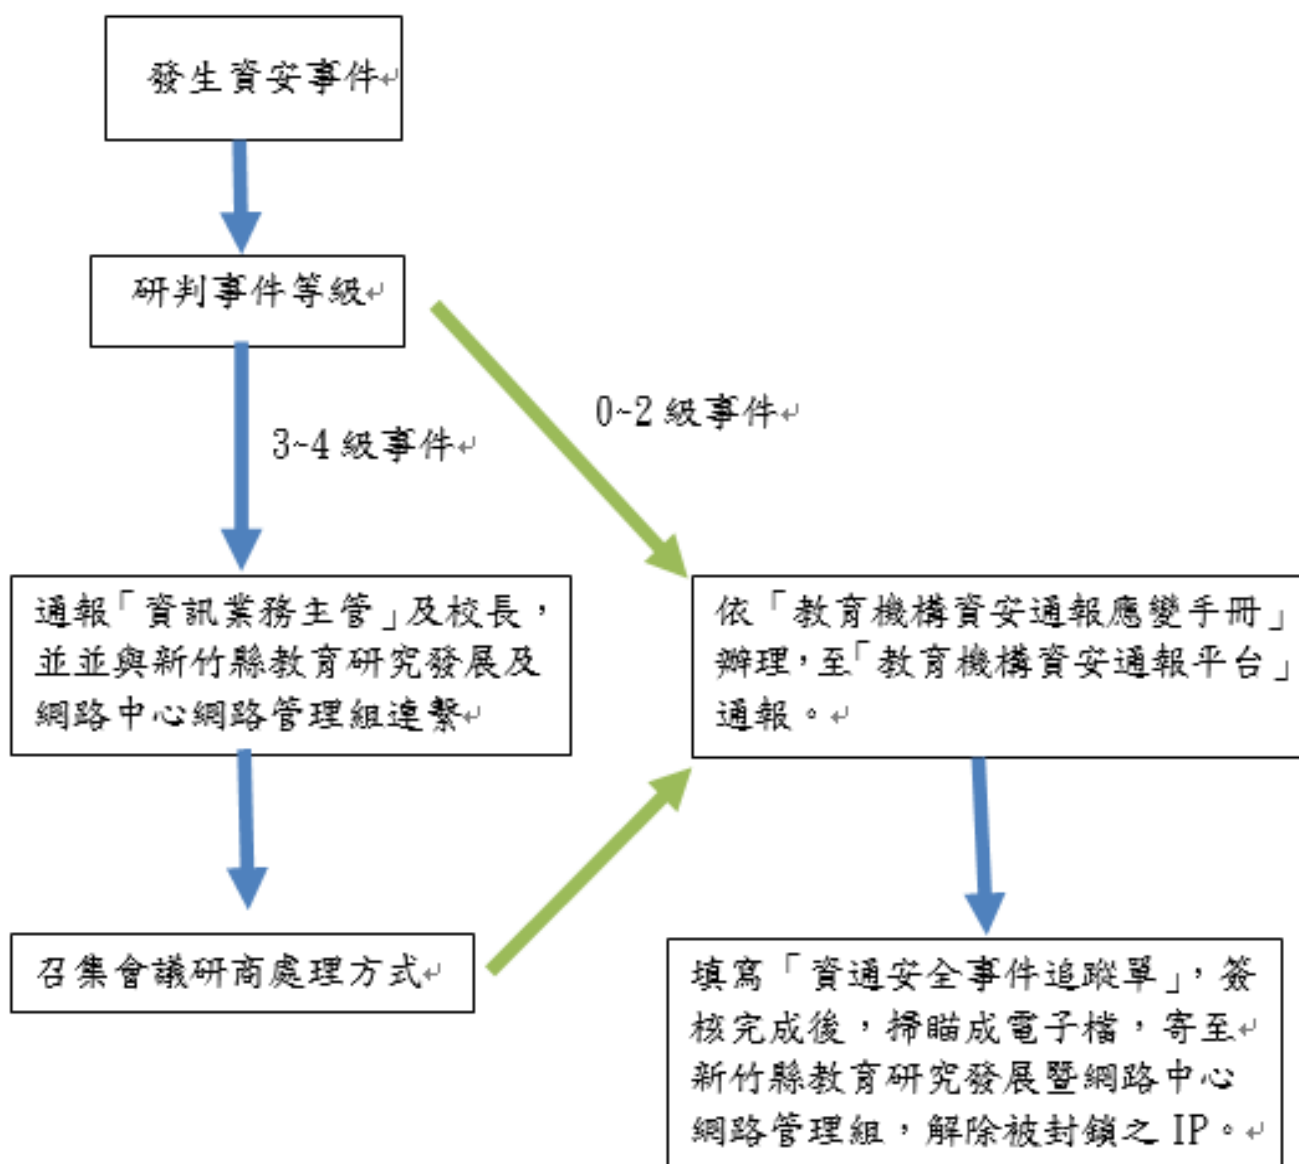 發生資安事件
研判事件等級
0~2 級事件
3~4 級事件
通報「資訊業務主管」及校長，
並並與新竹縣教育研究發展及
網路中心網路管理組連繫
依「教育機構資安通報應變手冊」
辦理，至「教育機構資安通報平台」
通報。
召集會議研商處理方式
填寫「資通安全事件追蹤單」，簽
核完成後，掃瞄成電子檔，寄至
新竹縣教育研究發展暨網路中心
網路管理組，解除被封鎖之 IP。